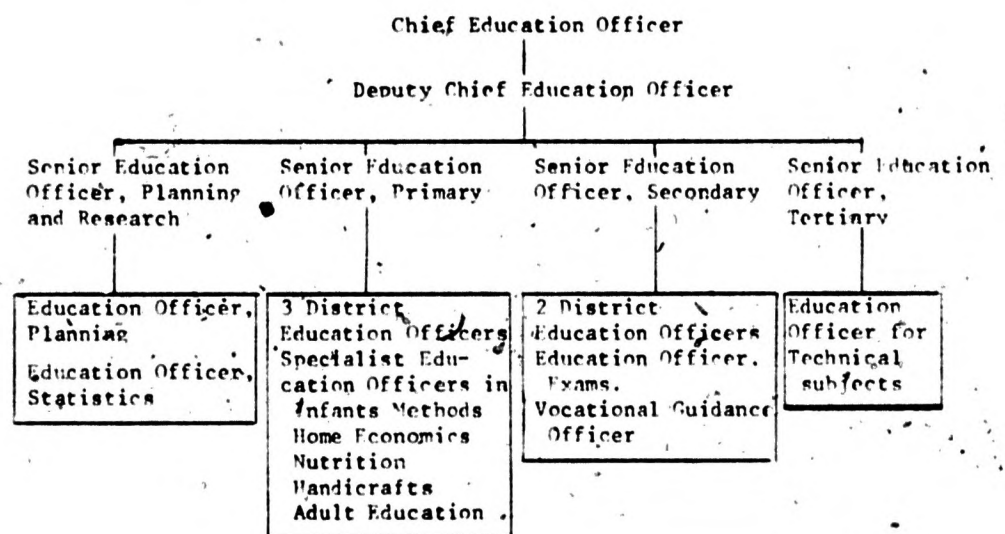 Chief Education Officer
Deputy Chief Education Officer
Senior Education
Officer, Planning
and Research
Senior Education
Officer, Primary
Senior Education
Officer, Secondary
Senior Education
Officer,
Tertiary
Education Officer,
Planning
Education Officer,
Statistics
3 District
Education Officers
Specialist Edu-
cation Officers in
Infants Methods
Home Economics
Nutrition
Handicrafts
Adult Education
2 District
Education Officers
Education Officer.
Exams.
Vocational Guidance
Officer
Education
Officer for
Technical
subjects